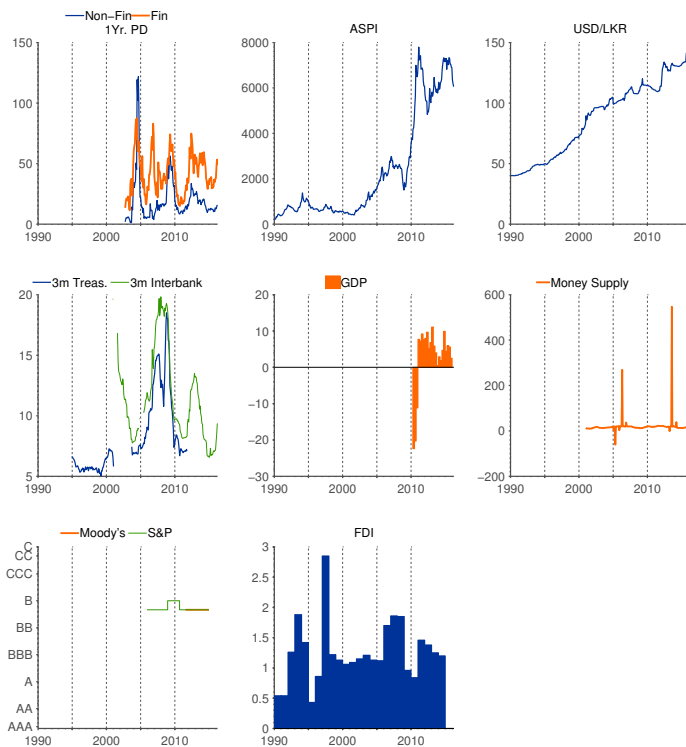 Non−Fin Fin
1Yr. PD
150
100
50
0
1990 2000 2010
ASPI
8000
6000
4000
2000
0
1990 2000 2010
USD/LKR
150
100
50
0
1990 2000 2010
3m Treas. 3m Interbank
20
15
10
5
1990 2000 2010
GDP
20
10
0
−10
−20
−30
1990 2000 2010
Money Supply
600
400
200
0
−200
1990 2000 2010
Moody's S&P
C
CC
CCC
B
BB
BBB
A
AA
AAA
1990 2000 2010
FDI
3
2.5
2
1.5
1
0.5
0
1990 2000 2010